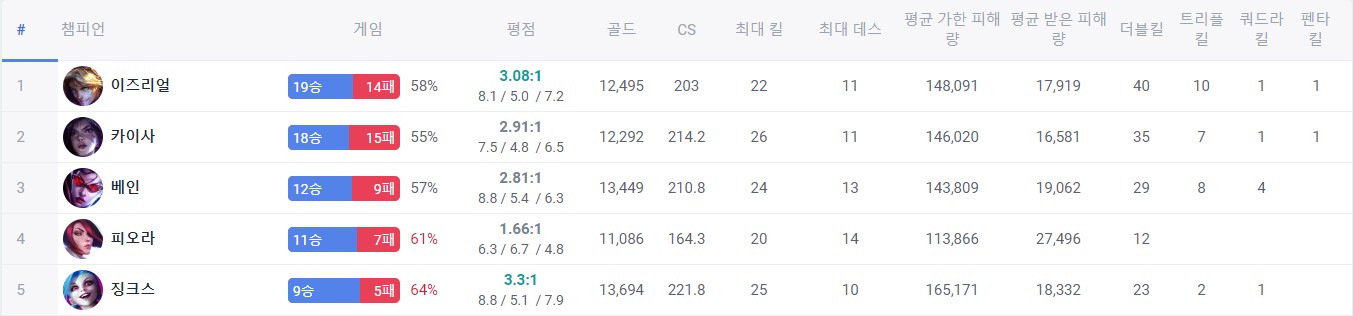 # 챔피언 게임 평점 골드 CS 최대 킬 최대 데스 평균 가한 피해량 평균 받은 피해량 더블킬 트리플킬 쿼드라킬 펜타킬
1 이즈리얼 19승 14패 58% 3.08:1 12,495 203 22 11 148,091 17,919 40 10 1 1
8.1 / 5.0 / 7.2
2 카이사 18승 15패 55% 2.91:1 12,292 214.2 26 11 146,020 16,581 35 7 1 1
7.5 / 4.8 / 6.5
3 베인 12승 9패 57% 2.81:1 13,449 210.8 24 13 143,809 19,062 29 8 4
8.8 / 5.4 / 6.3
4 피오라 11승 7패 61% 1.66:1 11,086 164.3 20 14 113,866 27,496 12
6.3 / 6.7 / 4.8
5 징크스 9승 5패 64% 3.3:1 13,694 221.8 25 10 165,171 18,332 23 2 1
8.8 / 5.1 / 7.9